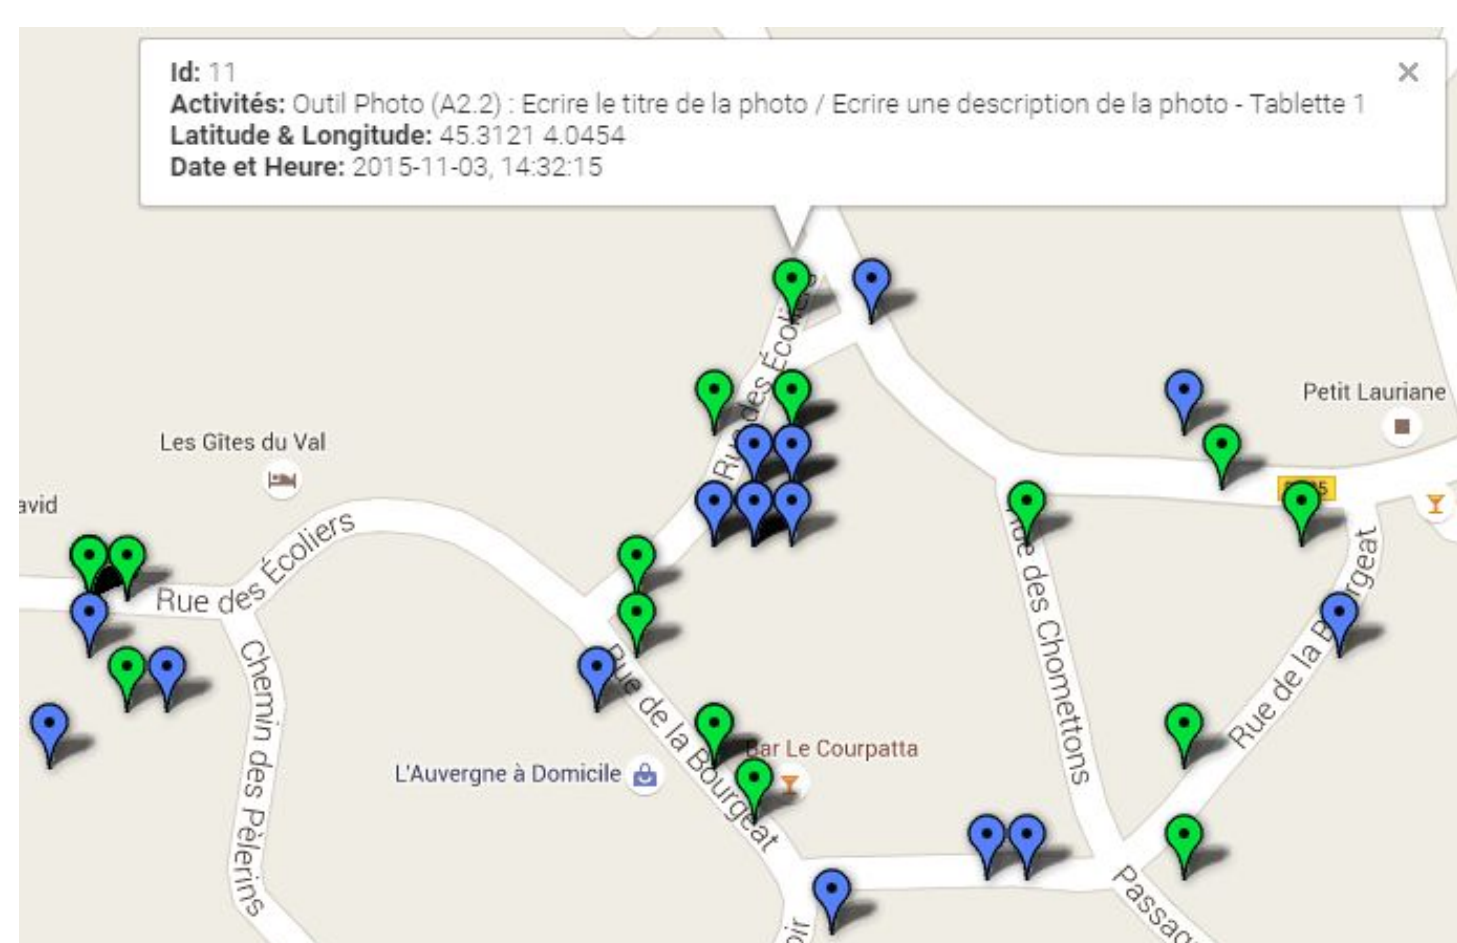 Id: 11
Activités: Outil Photo (A2.2) : Ecrire le titre de la photo / Ecrire une description de la photo - Tablette 1
Latitude & Longitude: 45.3121 4.0454
Date et Heure: 2015-11-03, 14:32:15
Rue des Écoliers
Petit Lauriane
Les Gîtes du Val
avid
Rue des Écoliers
Rue des Chomettons
Rue de la Bourgeat
Chemin des Pèlerins
Rue de la Bourgeat
Bar Le Courpatta
L'Auvergne à Domicile
Passag
oir